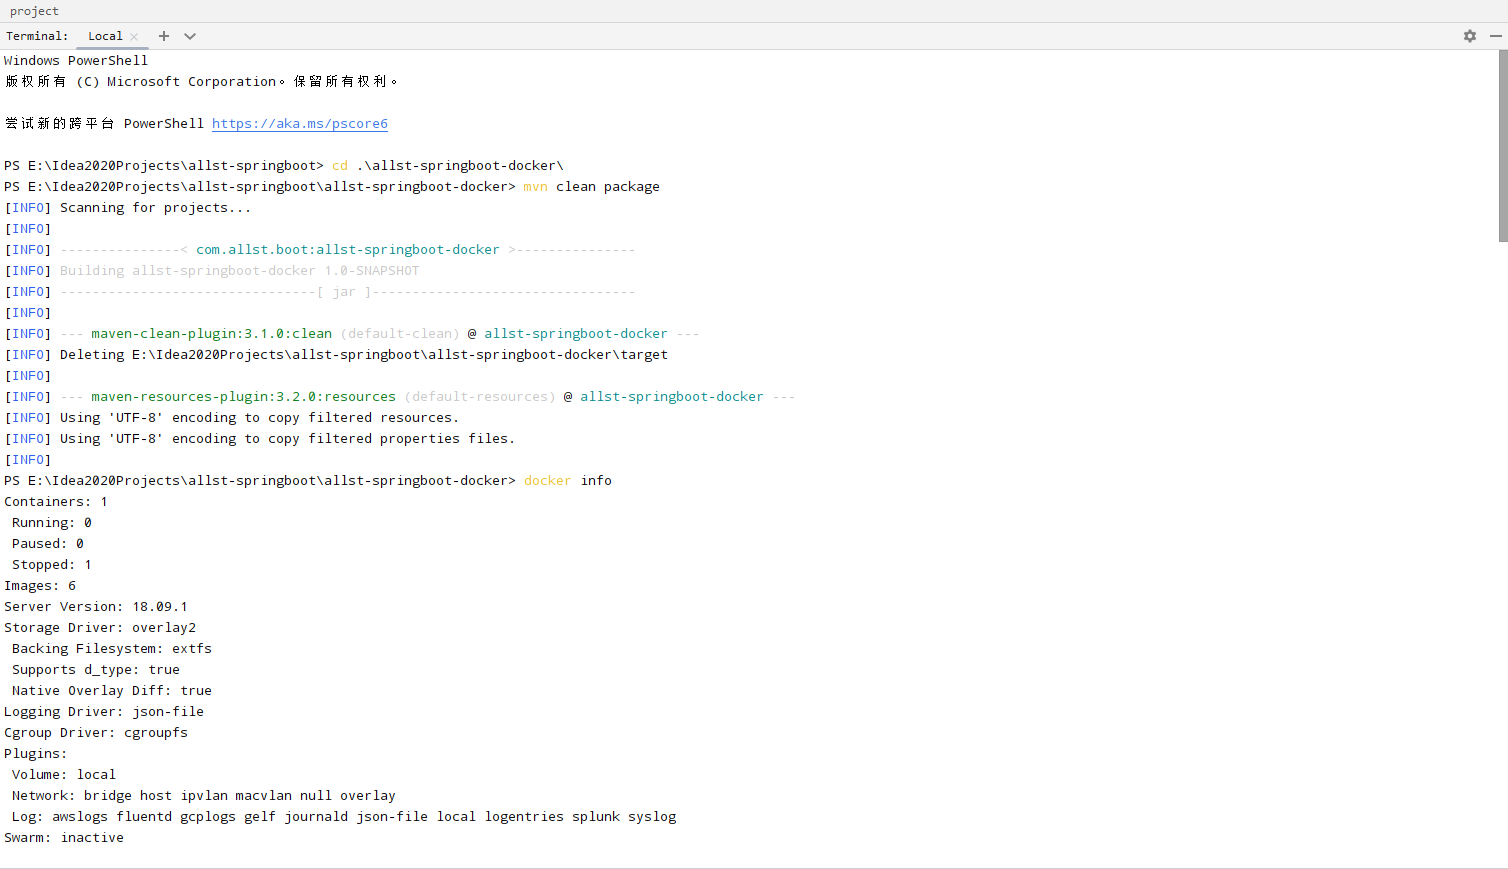 project
Terminal: Local
Windows PowerShell
版权所有 (C) Microsoft Corporation。保留所有权利。
尝试新的跨平台 PowerShell https://aka.ms/pscore6
PS E:\Idea2020Projects\allst-springboot> cd .\allst-springboot-docker\
PS E:\Idea2020Projects\allst-springboot\allst-springboot-docker> mvn clean package
[INFO] Scanning for projects...
[INFO]
[INFO] ---------------< com.allst.boot:allst-springboot-docker >---------------
[INFO] Building allst-springboot-docker 1.0-SNAPSHOT
[INFO] --------------------------------[ jar ]---------------------------------
[INFO]
[INFO] --- maven-clean-plugin:3.1.0:clean (default-clean) @ allst-springboot-docker ---
[INFO] Deleting E:\Idea2020Projects\allst-springboot\allst-springboot-docker\target
[INFO]
[INFO] --- maven-resources-plugin:3.2.0:resources (default-resources) @ allst-springboot-docker ---
[INFO] Using 'UTF-8' encoding to copy filtered resources.
[INFO] Using 'UTF-8' encoding to copy filtered properties files.
[INFO]
PS E:\Idea2020Projects\allst-springboot\allst-springboot-docker> docker info
Containers: 1
Running: 0
Paused: 0
Stopped: 1
Images: 6
Server Version: 18.09.1
Storage Driver: overlay2
Backing Filesystem: extfs
Supports d_type: true
Native Overlay Diff: true
Logging Driver: json-file
Cgroup Driver: cgroupfs
Plugins:
Volume: local
Network: bridge host ipvlan macvlan null overlay
Log: awslogs fluentd gcplogs gelf journald json-file local logentries splunk syslog
Swarm: inactive